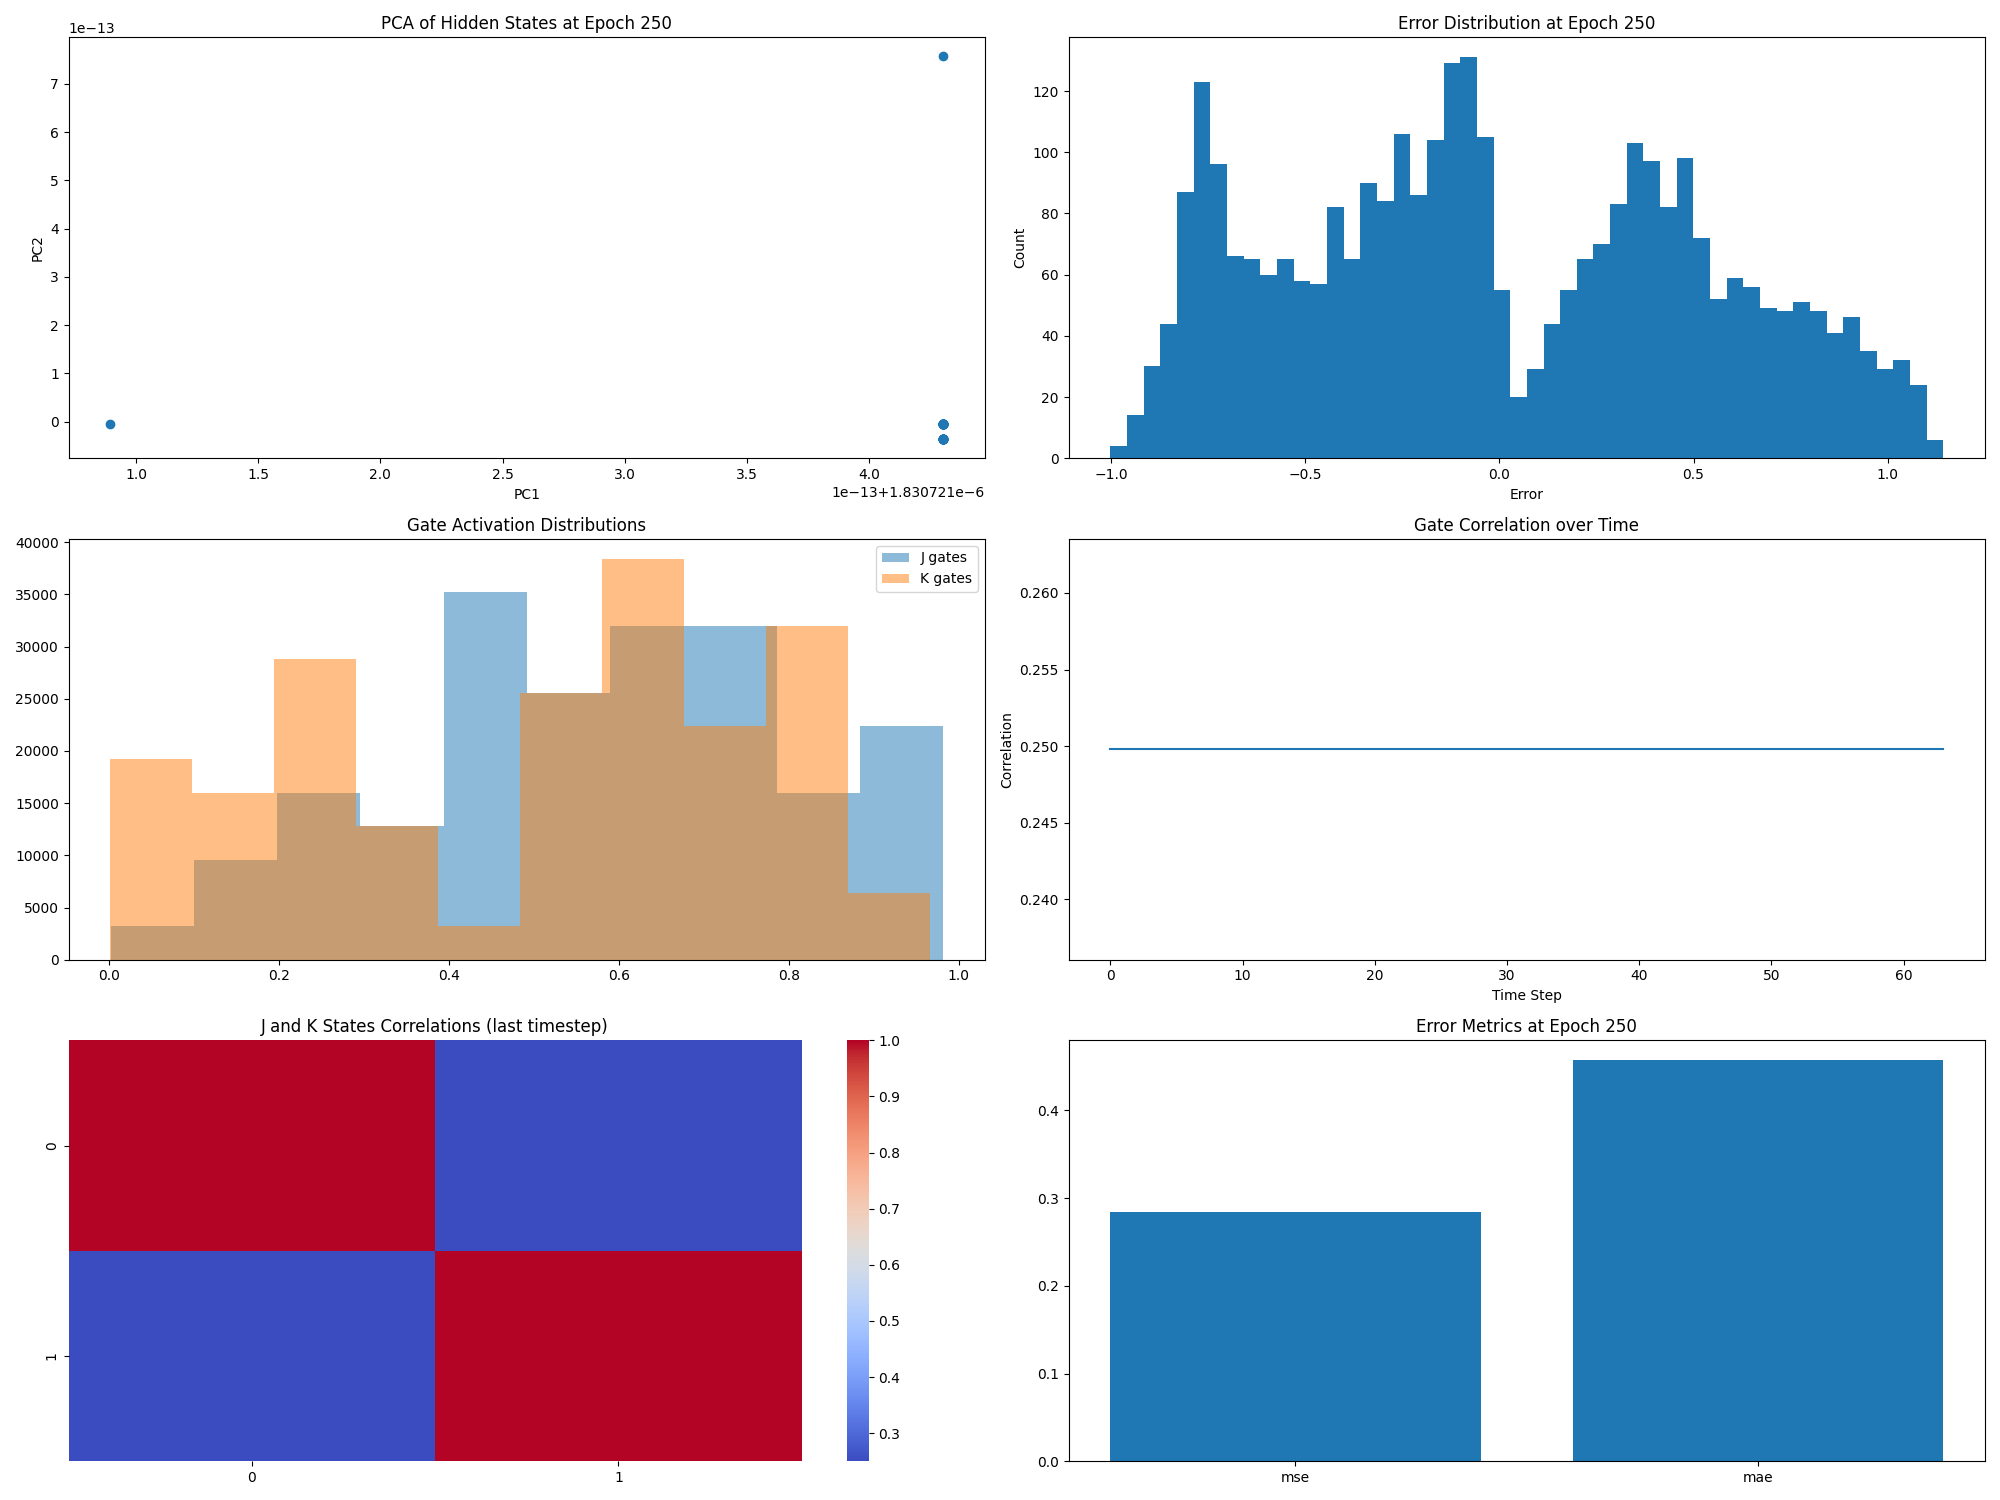 PCA of Hidden States at Epoch 250
1e−13
7
6
5
4
3
2
1
0
PC2
1.0 1.5 2.0 2.5 3.0 3.5 4.0
1e−13+1.830721e−6
PC1
Error Distribution at Epoch 250
120
100
80
60
40
20
0
Count
−1.0 −0.5 0.0 0.5 1.0
Error
Gate Activation Distributions
J gates
K gates
40000
35000
30000
25000
20000
15000
10000
5000
0
0.0 0.2 0.4 0.6 0.8 1.0
Gate Correlation over Time
0.260
0.255
0.250
0.245
0.240
Correlation
0 10 20 30 40 50 60
Time Step
J and K States Correlations (last timestep)
0
1
0 1
1.0
0.9
0.8
0.7
0.6
0.5
0.4
0.3
Error Metrics at Epoch 250
0.4
0.3
0.2
0.1
0.0
mse mae